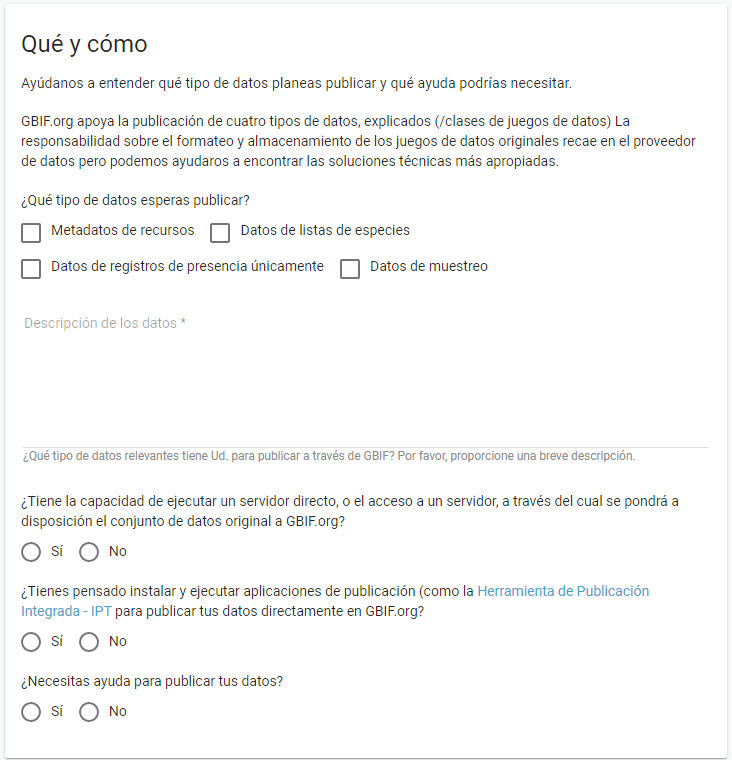 Qué y cómo
Ayúdanos a entender qué tipo de datos planeas publicar y qué ayuda podrías necesitar.
GBIF.org apoya la publicación de cuatro tipos de datos, explicados (/clases de juegos de datos) La
responsabilidad sobre el formateo y almacenamiento de los juegos de datos originales recae en el proveedor
de datos pero podemos ayudaros a encontrar las soluciones técnicas más apropiadas.
¿Qué tipo de datos esperas publicar?
Metadatos de recursos Datos de listas de especies
Datos de registros de presencia únicamente Datos de muestreo
Descripción de los datos *
¿Qué tipo de datos relevantes tiene Ud. para publicar a través de GBIF? Por favor, proporcione una breve descripción.
¿Tiene la capacidad de ejecutar un servidor directo, o el acceso a un servidor, a través del cual se pondrá a
disposición el conjunto de datos original a GBIF.org?
Sí No
¿Tienes pensado instalar y ejecutar aplicaciones de publicación (como la Herramienta de Publicación
Integrada - IPT para publicar tus datos directamente en GBIF.org?
Sí No
¿Necesitas ayuda para publicar tus datos?
Sí No